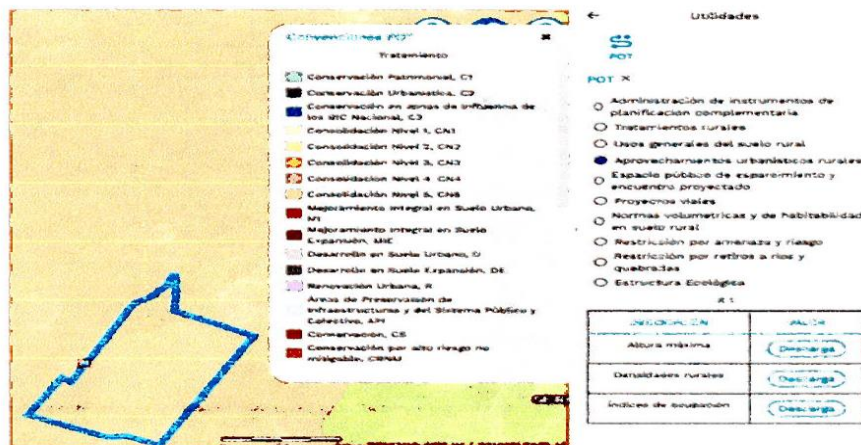 Convenciones POT
Tratamiento
Conservación Patrimonial, C1
Conservación Urbanística, C2
Conservación en zonas de influencia de
los BIC Nacional, C3
Consolidación Nivel 1, CN1
Consolidación Nivel 2, CN2
Consolidación Nivel 3, CN3
Consolidación Nivel 4, CN4
Consolidación Nivel 5, CN5
Mejoramiento Integral en Suelo Urbano,
MI
Mejoramiento Integral en Suelo
Expansión, MIE
Desarrollo en Suelo Urbano, D
Desarrollo en Suelo Expansión, DE
Renovación Urbana, R
Áreas de Preservación de
Infraestructuras y del Sistema Público y
Colectivo, API
Conservación, CS
Conservación por alto riesgo no
mitigable, CRNM
Utilidades
POT
POT ×
Administración de instrumentos de
planificación complementaria
Tratamientos rurales
Usos generales del suelo rural
Aprovechamientos urbanísticos rurales
Espacio público de esparcimiento y
encuentro proyectado
Proyectos viales
Normas volumetricas y de habitabilidad
en suelo rural
Restricción por amenaza y riesgo
Restricción por retiros a ríos y
quebradas
Estructura Ecológica
DESCRIPCIÓN VALOR
Altura máxima Descarga
Densidades rurales Descarga
Índices de ocupación Descarga